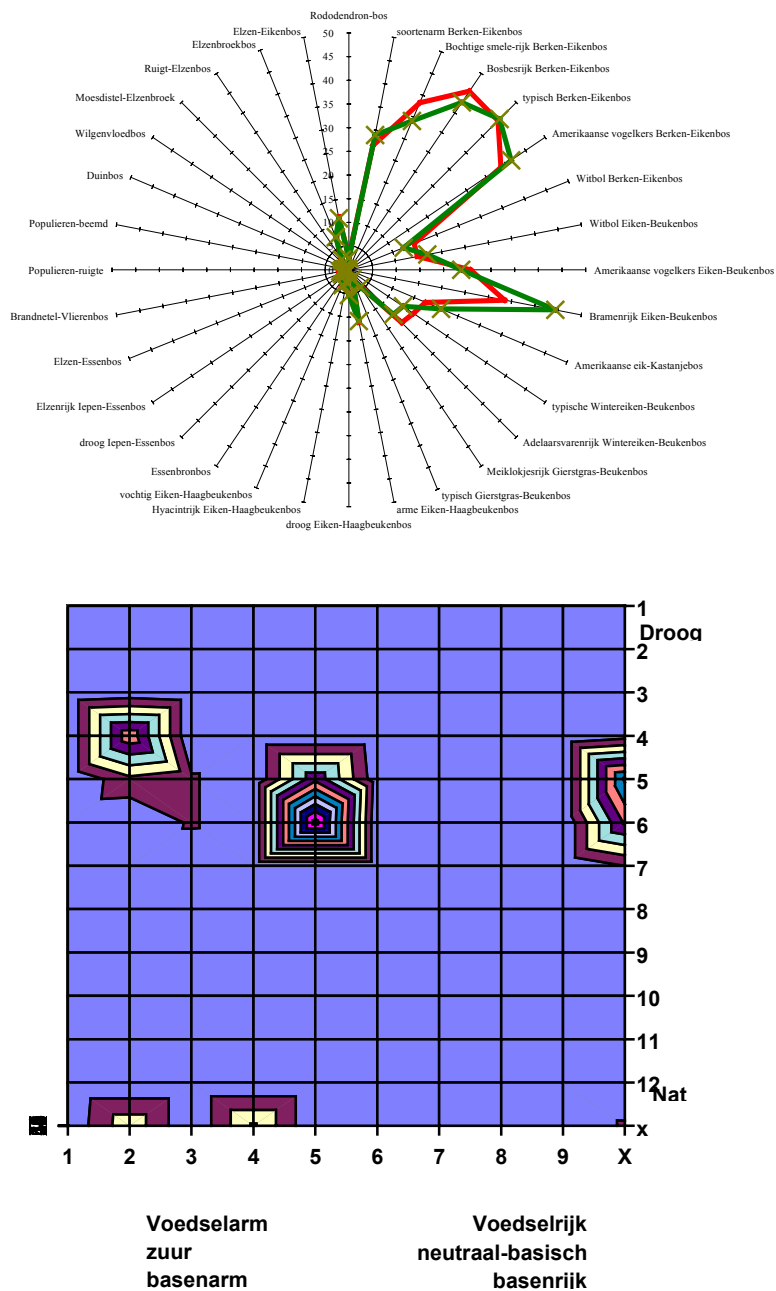 Rododendron-bos
50
45
40
35
30
25
20
15
10
soortenarm Berken-Eikenbos
Bochtige smele-rijk Berken-Eikenbos
Bosbesrijk Berken-Eikenbos
typisch Berken-Eikenbos
Amerikaanse vogelkers Berken-Eikenbos
Witbol Berken-Eikenbos
Witbol Eiken-Beukenbos
Amerikaanse vogelkers Eiken-Beukenbos
Bramenrijk Eiken-Beukenbos
Amerikaanse eik-Kastanjebos
typische Wintereiken-Beukenbos
Adelaarsvarenrijk Wintereiken-Beukenbos
Meiklokjesrijk Gierstgras-Beukenbos
typisch Gierstgras-Beukenbos
arme Eiken-Haagbeukenbos
droog Eiken-Haagbeukenbos
Hyacintrijk Eiken-Haagbeukenbos
vochtig Eiken-Haagbeukenbos
Essenbronbos
droog Iepen-Essenbos
Elzenrijk Iepen-Essenbos
Elzen-Essenbos
Brandnetel-Vlierenbos
Populieren-ruigte
Populieren-beemd
Duinbos
Wilgenvloedbos
Moesdistel-Elzenbroek
Ruigt-Elzenbos
Elzenbroekbos
Elzen-Eikenbos
1
Droog
2
3
4
5
6
7
8
9
10
11
12
Nat
x
1 2 3 4 5 6 7 8 9 X
Voedselarm Voedselrijk
zuur neutraal-basisch
basenarm basenrijk